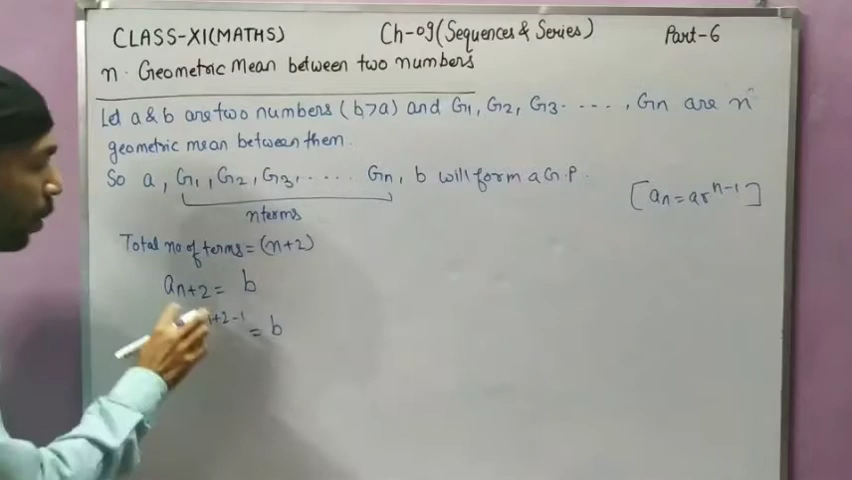 CLASS-XI(MATHS) Ch-09(Sequences & Series) Part-6
n. Geometric Mean between two numbers
Let a & b are two numbers (b>a) and G1, G2, G3. ...., Gn are n
geometric mean between them.
So a, G1, G2, G3, .... Gn, b will form a G.P.
[an=ar^n-1]
n terms
Total no of terms = (n+2)
an+2 = b
n+2-1 = b